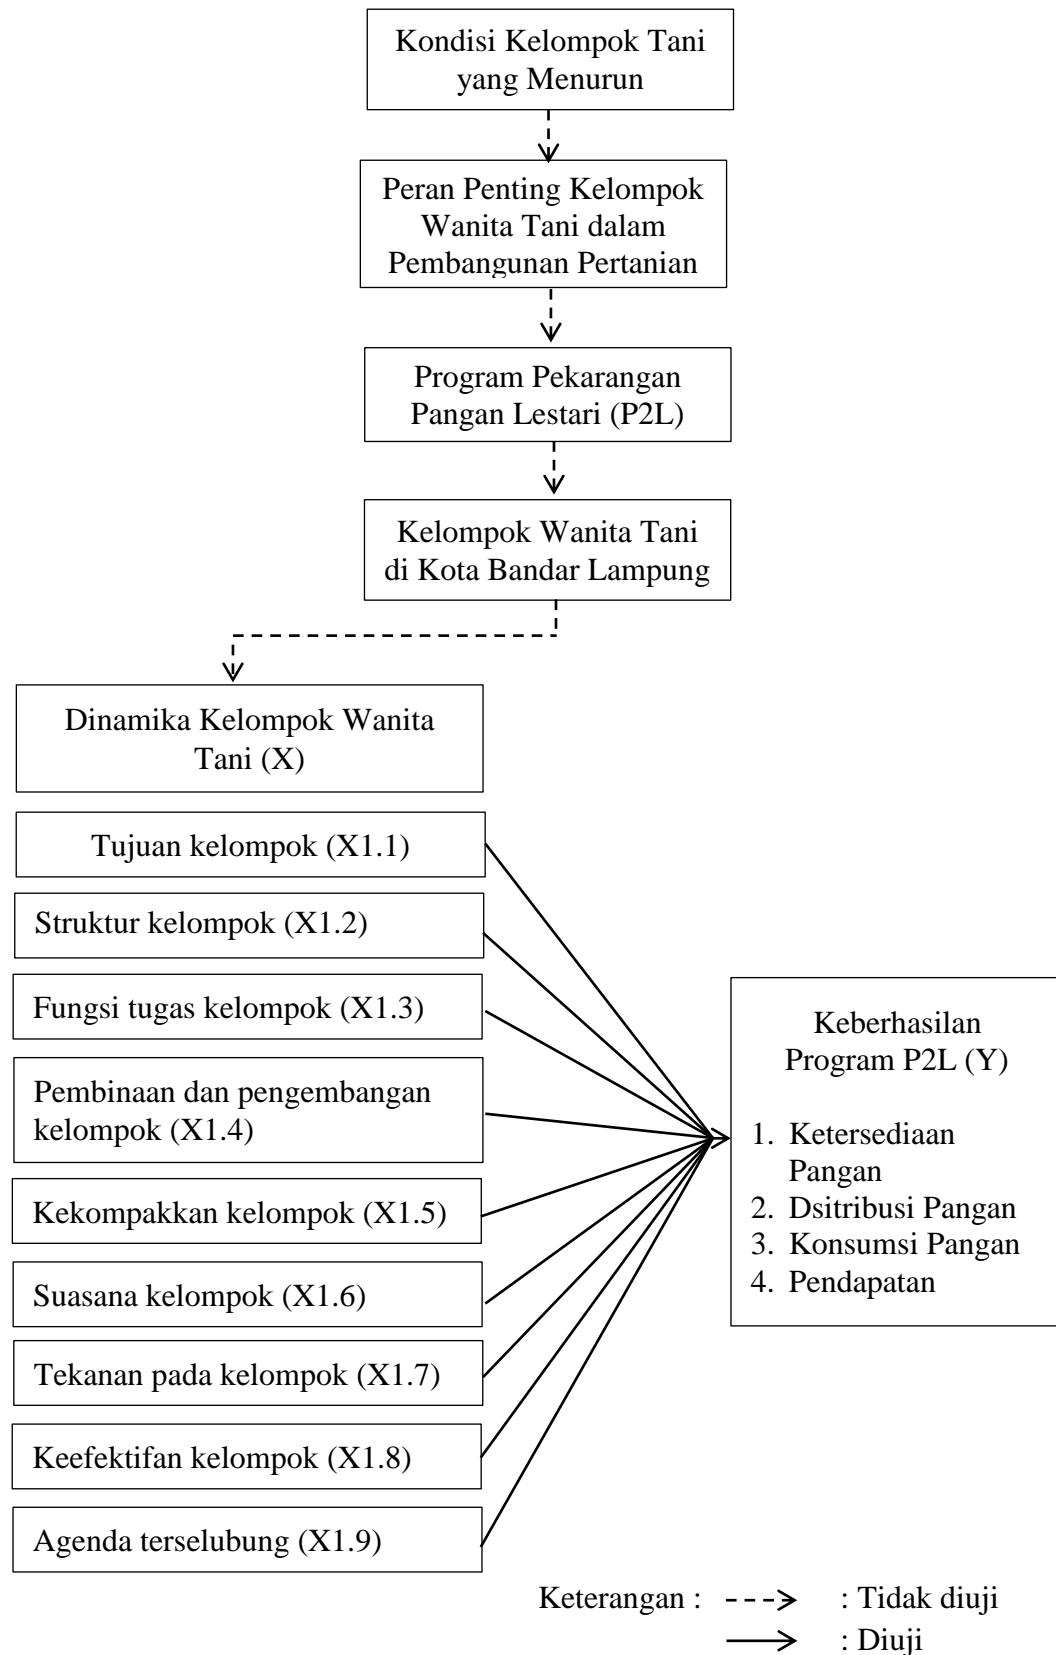 Kondisi Kelompok Tani
yang Menurun
Peran Penting Kelompok
Wanita Tani dalam
Pembangunan Pertanian
Program Pekarangan
Pangan Lestari (P2L)
Kelompok Wanita Tani
di Kota Bandar Lampung
Dinamika Kelompok Wanita
Tani (X)
Tujuan kelompok (X1.1)
Struktur kelompok (X1.2)
Fungsi tugas kelompok (X1.3)
Pembinaan dan pengembangan
kelompok (X1.4)
Kekompakkan kelompok (X1.5)
Suasana kelompok (X1.6)
Tekanan pada kelompok (X1.7)
Keefektifan kelompok (X1.8)
Agenda terselubung (X1.9)
Keberhasilan
Program P2L (Y)
1. Ketersediaan
Pangan
2. Dsitribusi Pangan
3. Konsumsi Pangan
4. Pendapatan
Keterangan : : Tidak diuji
: Diuji